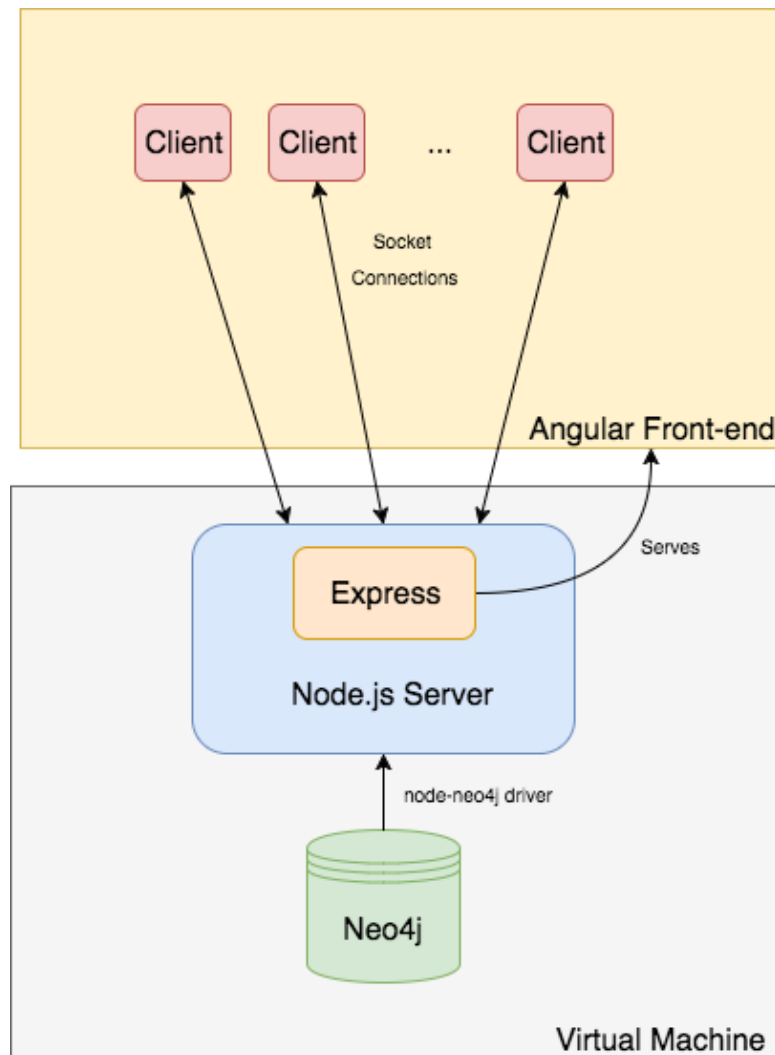 Client
Client
...
Client
Socket
Connections
Angular Front-end
Serves
Express
Node.js Server
node-neo4j driver
Neo4j
Virtual Machine